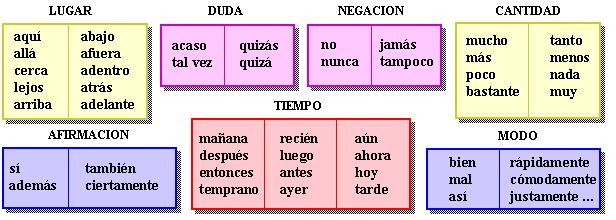 LUGAR
aquí abajo
allá afuera
cerca adentro
lejos atrás
arriba adelante
DUDA
acaso quizás
tal vez quizá
NEGACION
no jamás
nunca tampoco
CANTIDAD
mucho tanto
más menos
poco nada
bastante muy
AFIRMACION
sí también
además ciertamente
TIEMPO
mañana recién aún
después luego ahora
entonces antes hoy
temprano ayer tarde
MODO
bien rápidamente
mal cómodamente
así justamente ...